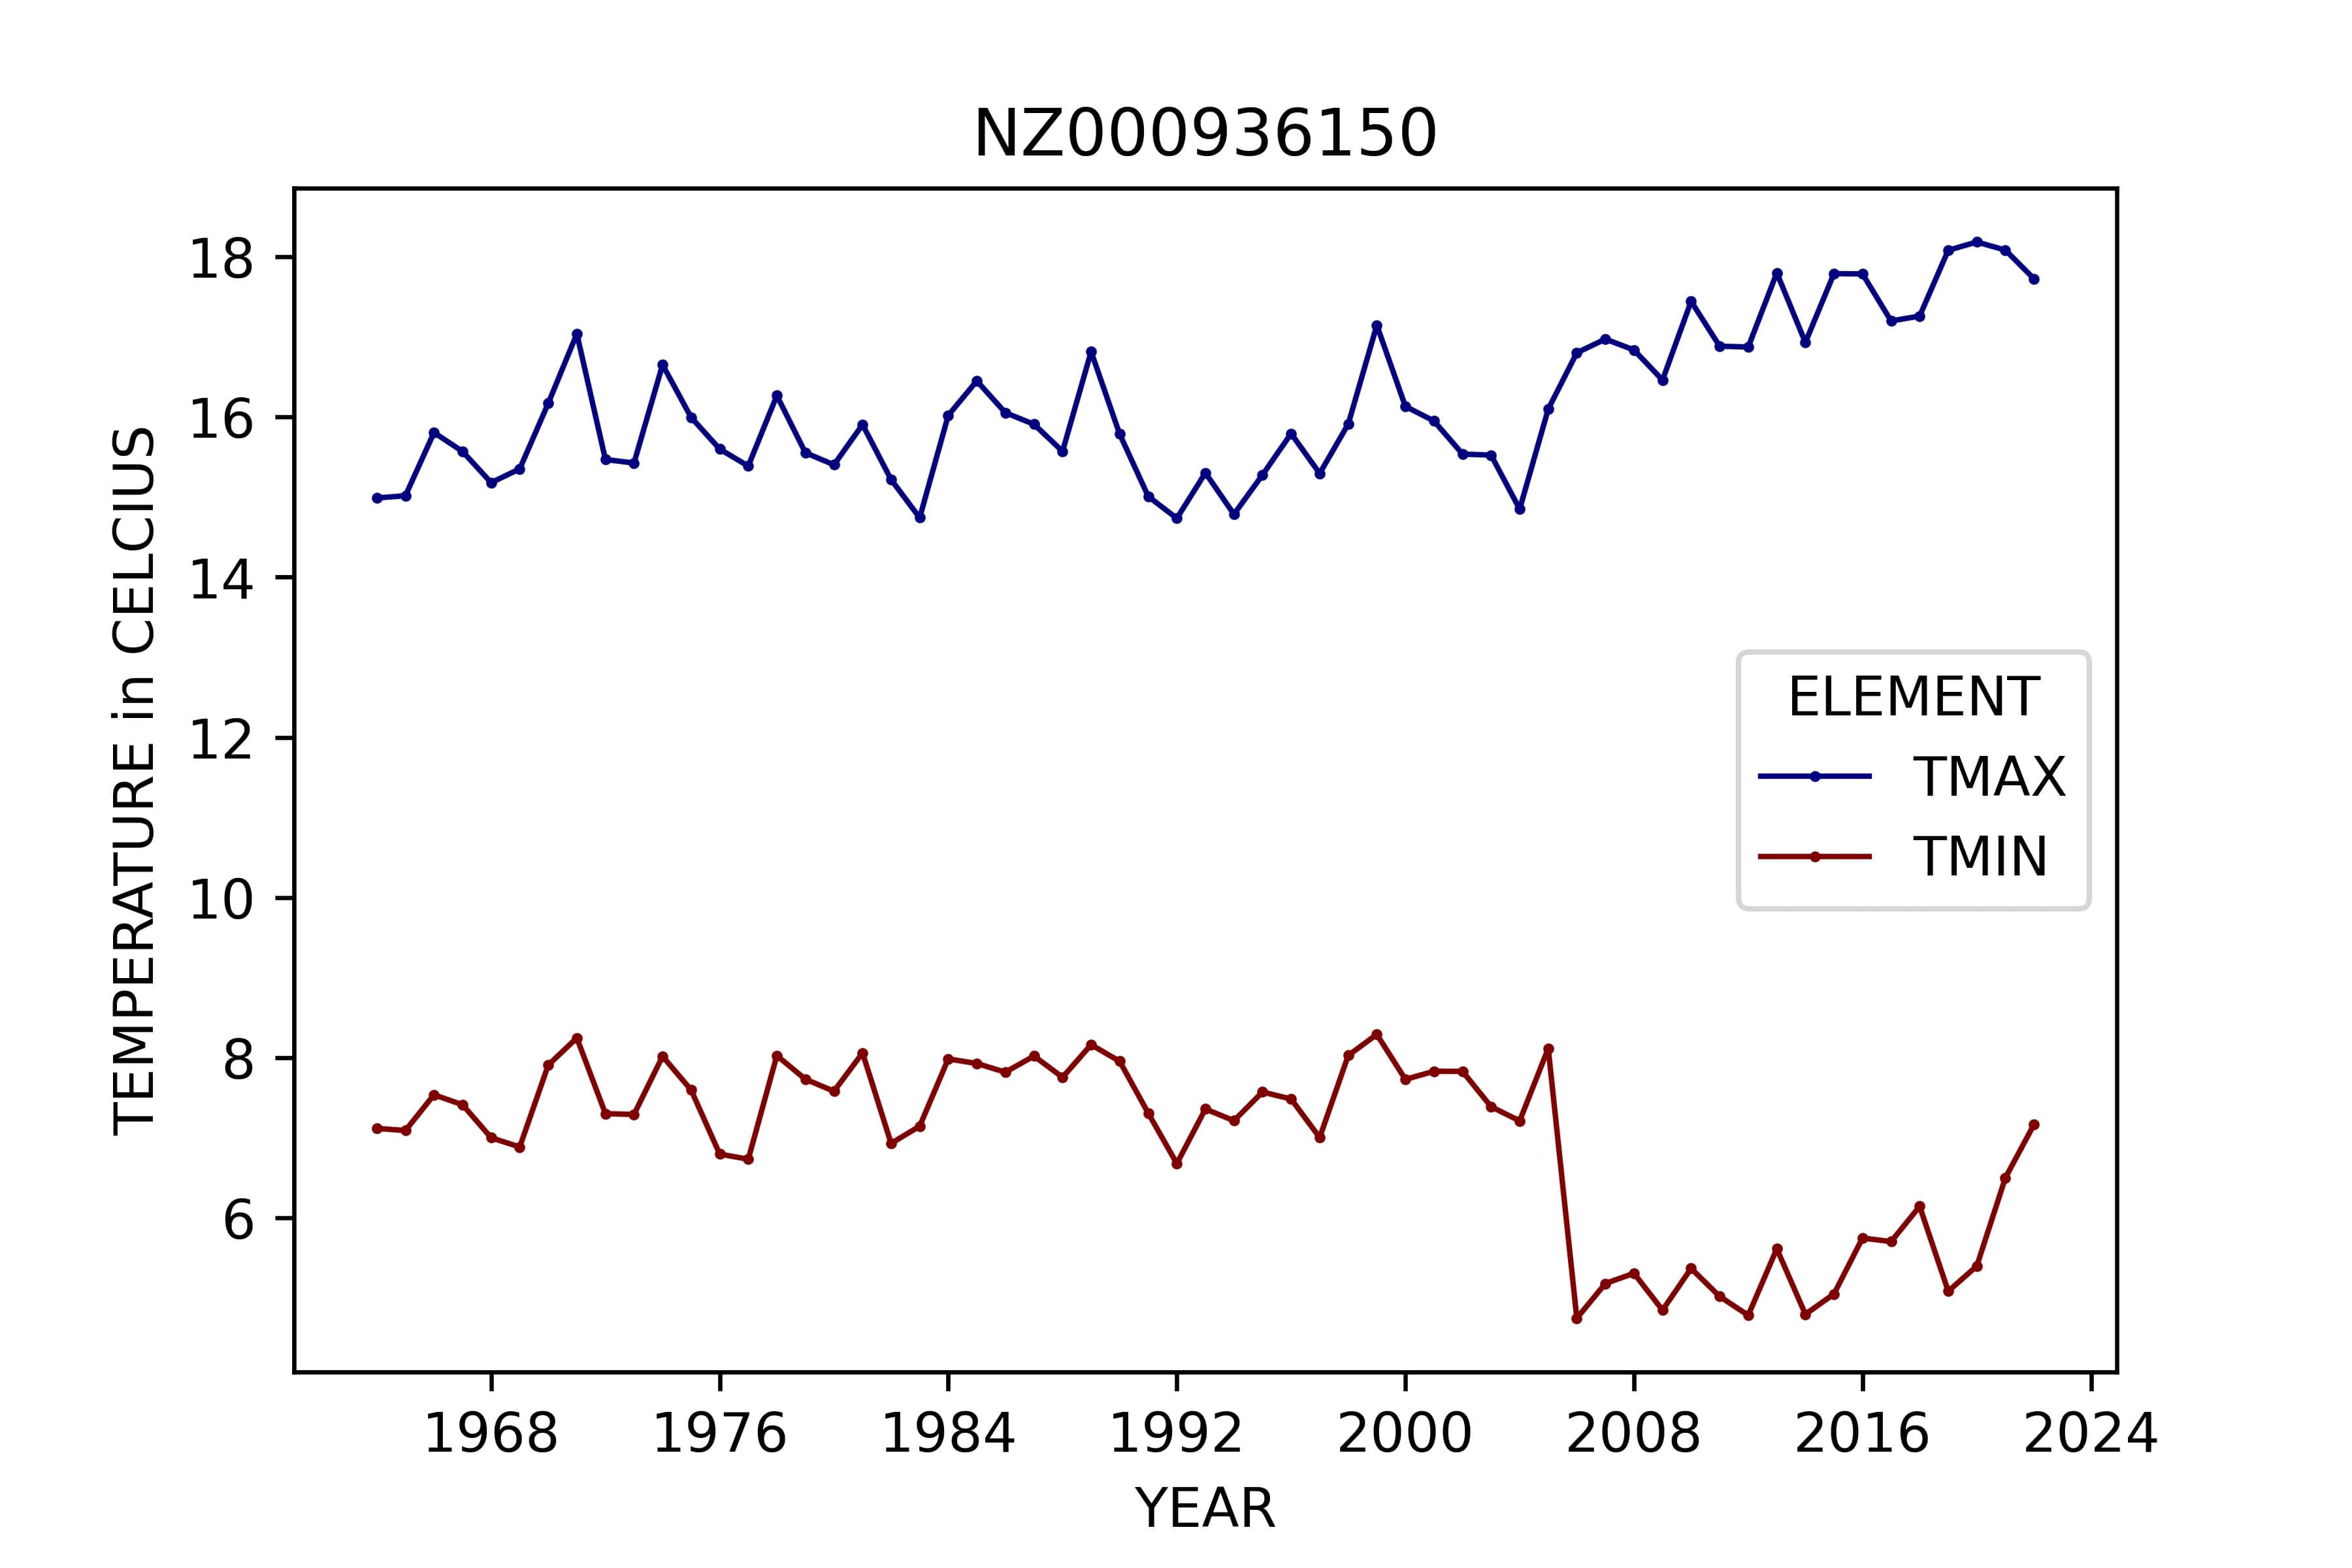 NZ000936150
TEMPERATURE in CELCIUS
18
16
14
12
10
8
6
ELEMENT
TMAX
TMIN
1968 1976 1984 1992 2000 2008 2016 2024
YEAR